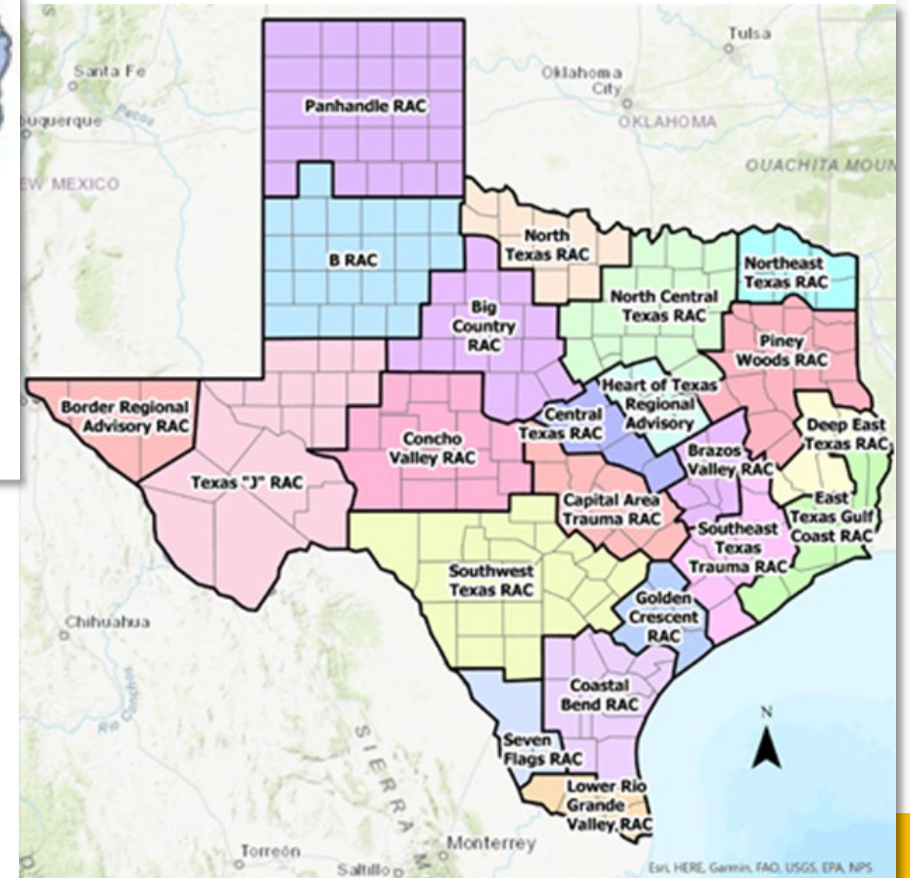 Tulsa
Santa Fe
Oklahoma
City
Pecos
buquerque
OKLAHOMA
Panhandle RAC
OUACHITA MOUN
EW MEXICO
North
Texas RAC
B RAC
Northeast
Texas RAC
North Central
Texas RAC
Big
Country
RAC
Piney
Woods RAC
Heart of Texas
Regional
Advisory
Border Regional
Advisory RAC
Central
Texas RAC
Deep East
Texas RAC
Concho
Valley RAC
Brazos
Valley RAC
Texas "J" RAC
Capital Area
Trauma RAC
East
Texas Gulf
Coast RAC
Southeast
Texas
Trauma RAC
Southwest
Texas RAC
Golden
Crescent
RAC
Chihuahua
Rio Conchos
Coastal
Bend RAC
N
SIERRA M
Seven
Flags RAC
Lower Rio
Grande
Valley RAC
Monterrey
Torreón
Saltillo
Esri, HERE, Garmin, FAO, USGS, EPA, NPS